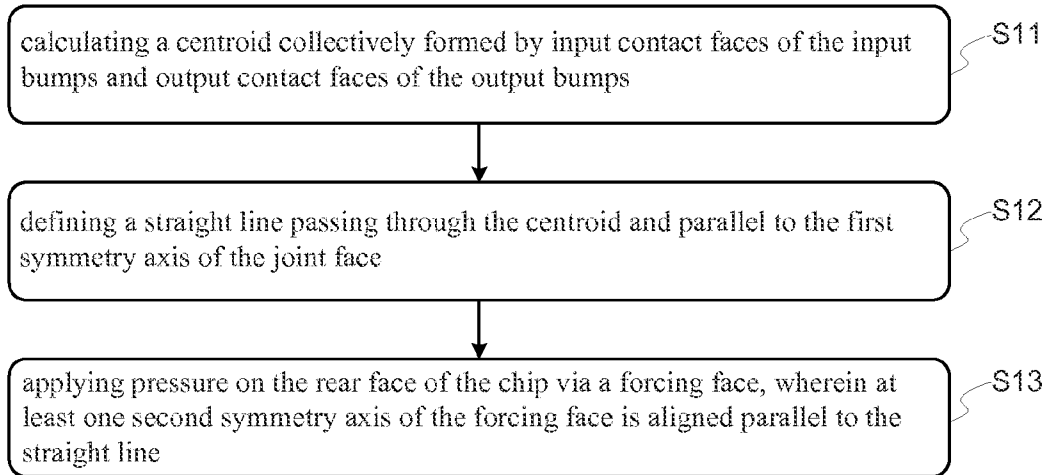 calculating a centroid collectively formed by input contact faces of the input
bumps and output contact faces of the output bumps
S11
defining a straight line passing through the centroid and parallel to the first
symmetry axis of the joint face
S12
applying pressure on the rear face of the chip via a forcing face, wherein at
least one second symmetry axis of the forcing face is aligned parallel to the
straight line
S13